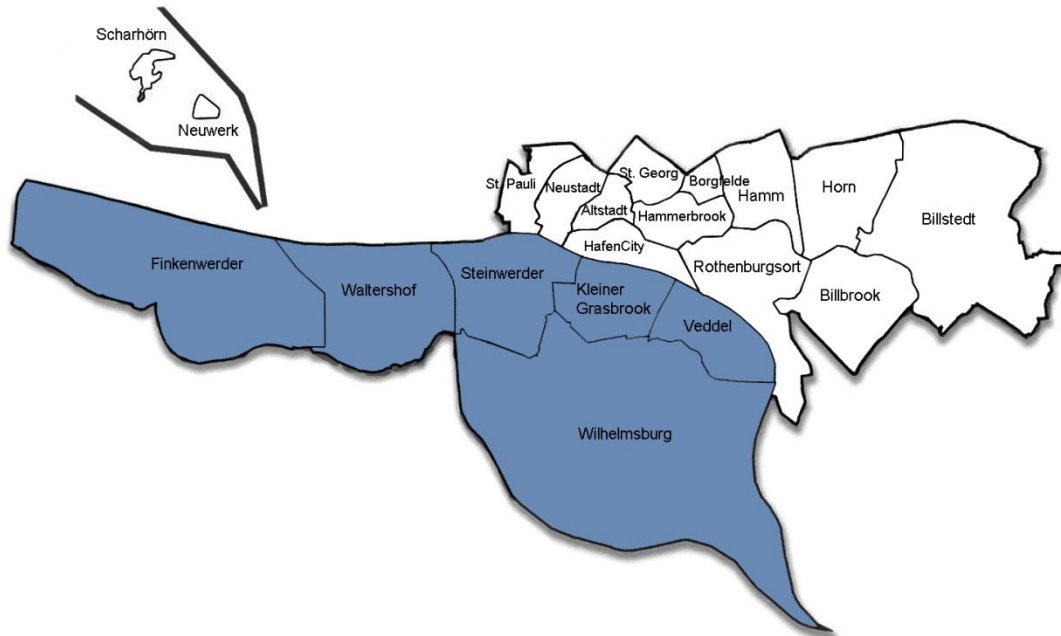 Scharhörn
Neuwerk
St. Pauli
Neustadt
St. Georg
Borgfelde
Hamm
Horn
Billstedt
Altstadt
Hammerbrook
HafenCity
Rothenburgsort
Billbrook
Finkenwerder
Waltershof
Steinwerder
Kleiner
Grasbrook
Veddel
Wilhelmsburg